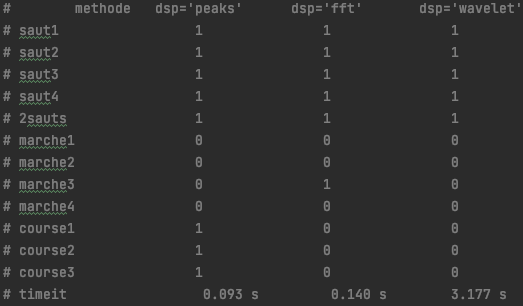 # methode dsp='peaks' dsp='fft' dsp='wavelet'
# saut1 1 1 1
# saut2 1 1 1
# saut3 1 1 1
# saut4 1 1 1
# 2sauts 1 1 1
# marche1 0 0 0
# marche2 0 0 0
# marche3 0 1 0
# marche4 0 0 0
# course1 1 0 0
# course2 1 0 0
# course3 1 0 0
# timeit 0.093 s 0.140 s 3.177 s